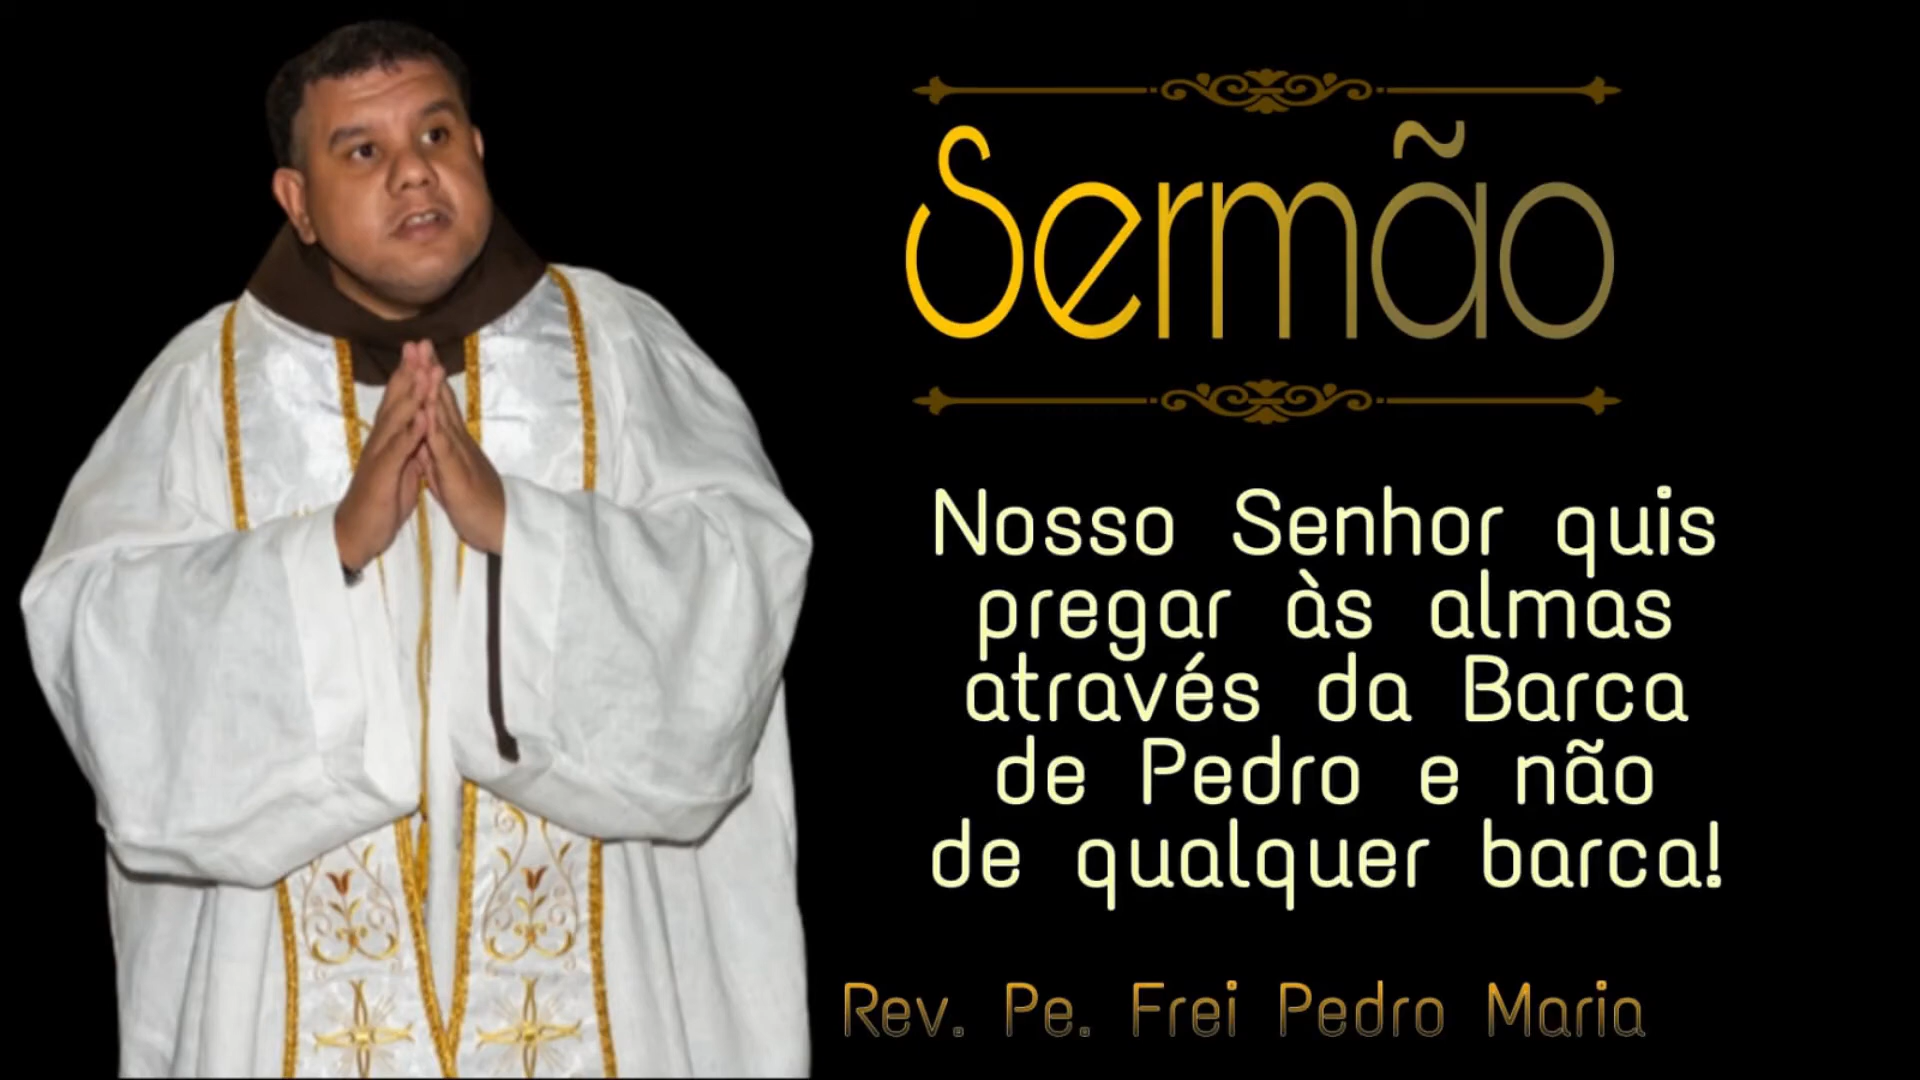 Sermão
Nosso Senhor quis
pregar às almas
através da Barca
de Pedro e não
de qualquer barca!
Rev. Pe. Frei Pedro Maria